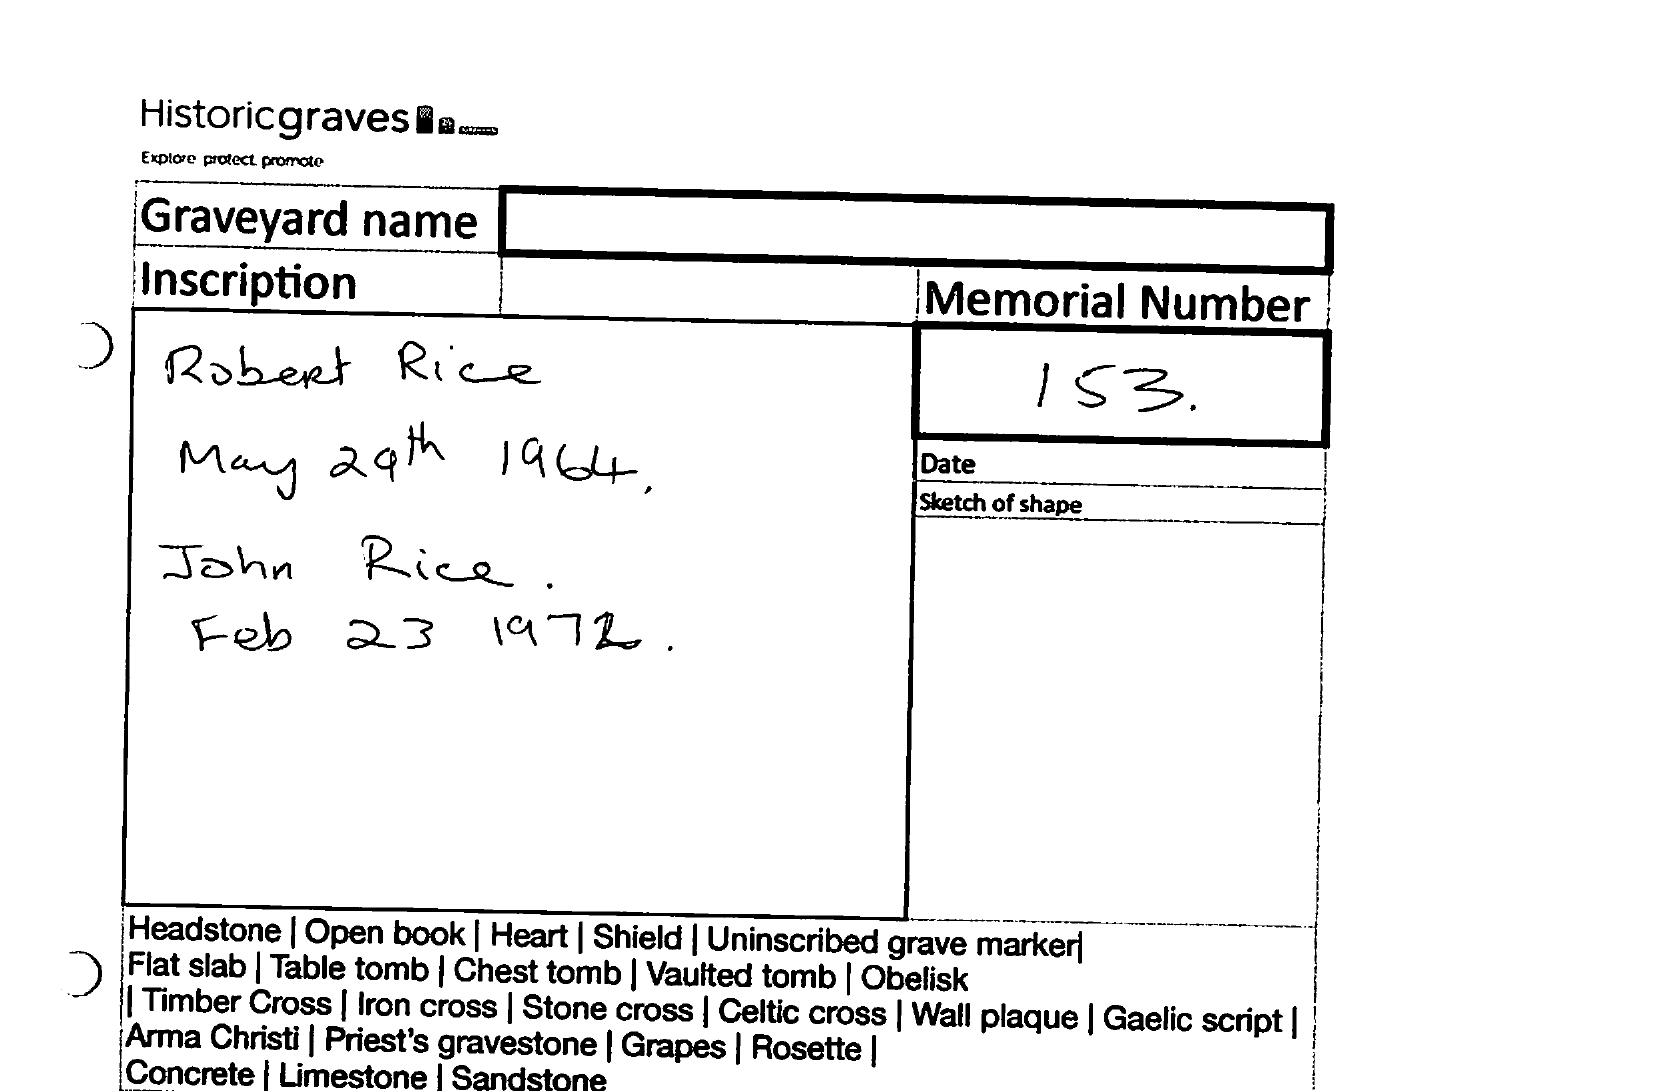 Historicgraves
Explore protect promote
Graveyard name
Inscription
Memorial Number
153.
Robert Rice
May 29th 1964.
John Rice.
Feb 23 1972.
Date
Sketch of shape
Headstone | Open book | Heart | Shield | Uninscribed grave marker|
Flat slab | Table tomb | Chest tomb | Vaulted tomb | Obelisk
| Timber Cross | Iron cross | Stone cross | Celtic cross | Wall plaque | Gaelic script |
Arma Christi | Priest's gravestone | Grapes | Rosette |
Concrete | Limestone | Sandstone